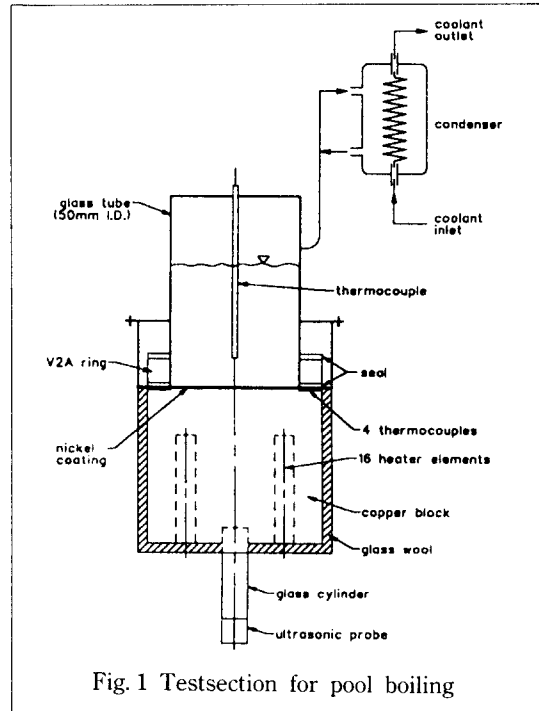 coolant
outlet
condenser
coolant
inlet
glass tube
(50mm I.D.)
thermocouple
V2A ring
seal
nickel
coating
4 thermocouples
16 heater elements
copper block
glass wool
glass cylinder
ultrasonic probe
Fig. 1 Testsection for pool boiling